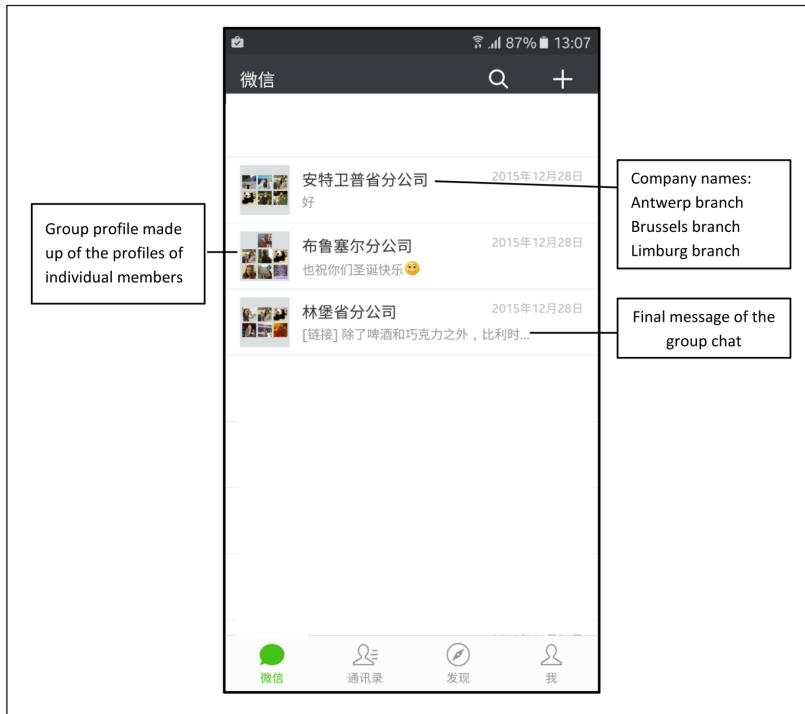 87% 13:07
微信
安特卫普省分公司
2015年12月28日
好
布鲁塞尔分公司
2015年12月28日
也祝你们圣诞快乐
林堡省分公司
2015年12月28日
[链接] 除了啤酒和巧克力之外，比利时...
Company names:
Antwerp branch
Brussels branch
Limburg branch
Group profile made
up of the profiles of
individual members
Final message of the
group chat
微信
通讯录
发现
我